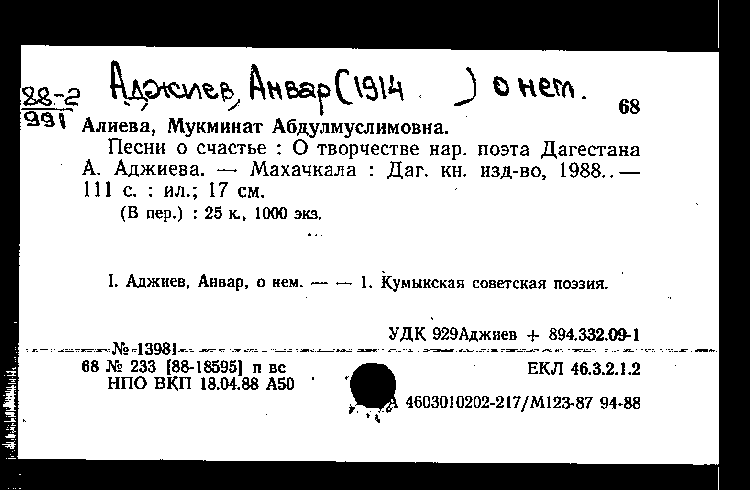 Аджиев, Анвар (1914 ) о нем.
88-2
991
68
Алиева, Мукминат Абдулмуслимовна.
Песни о счастье : О творчестве нар. поэта Дагестана
А. Аджиева. — Махачкала : Даг. кн. изд-во, 1988. . —
111 с. : ил.; 17 см.
(В пер.) : 25 к., 1000 экз.
I. Аджиев, Анвар, о нем. — — 1. Кумыкская советская поэзия.
УДК 929Аджиев + 894.332.09-1
№ 13981
68 № 233 [88-18595] п вс
ЕКЛ 46.3.2.1.2
НПО ВКП 18.04.88 А50
А 4603010202-217/М123-87 94-88